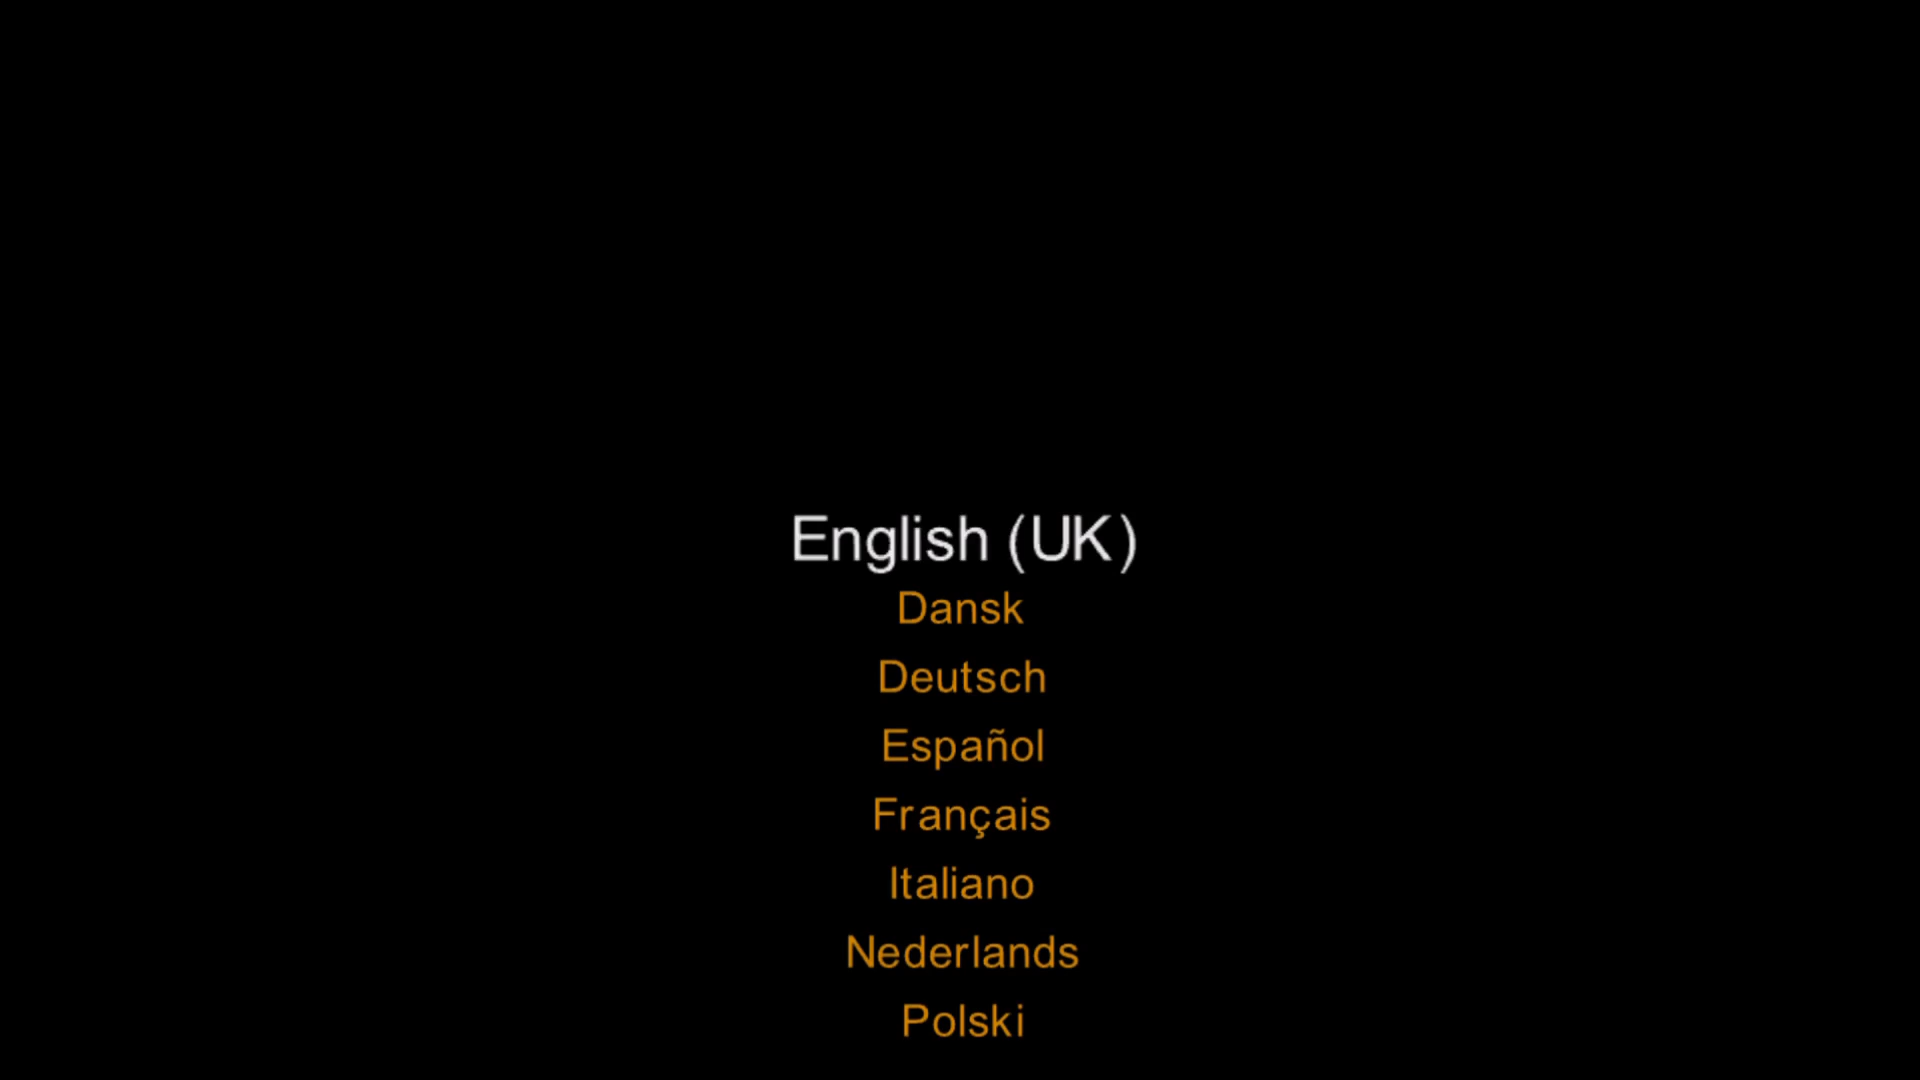 English (UK)
Dansk
Deutsch
Español
Français
Italiano
Nederlands
Polski